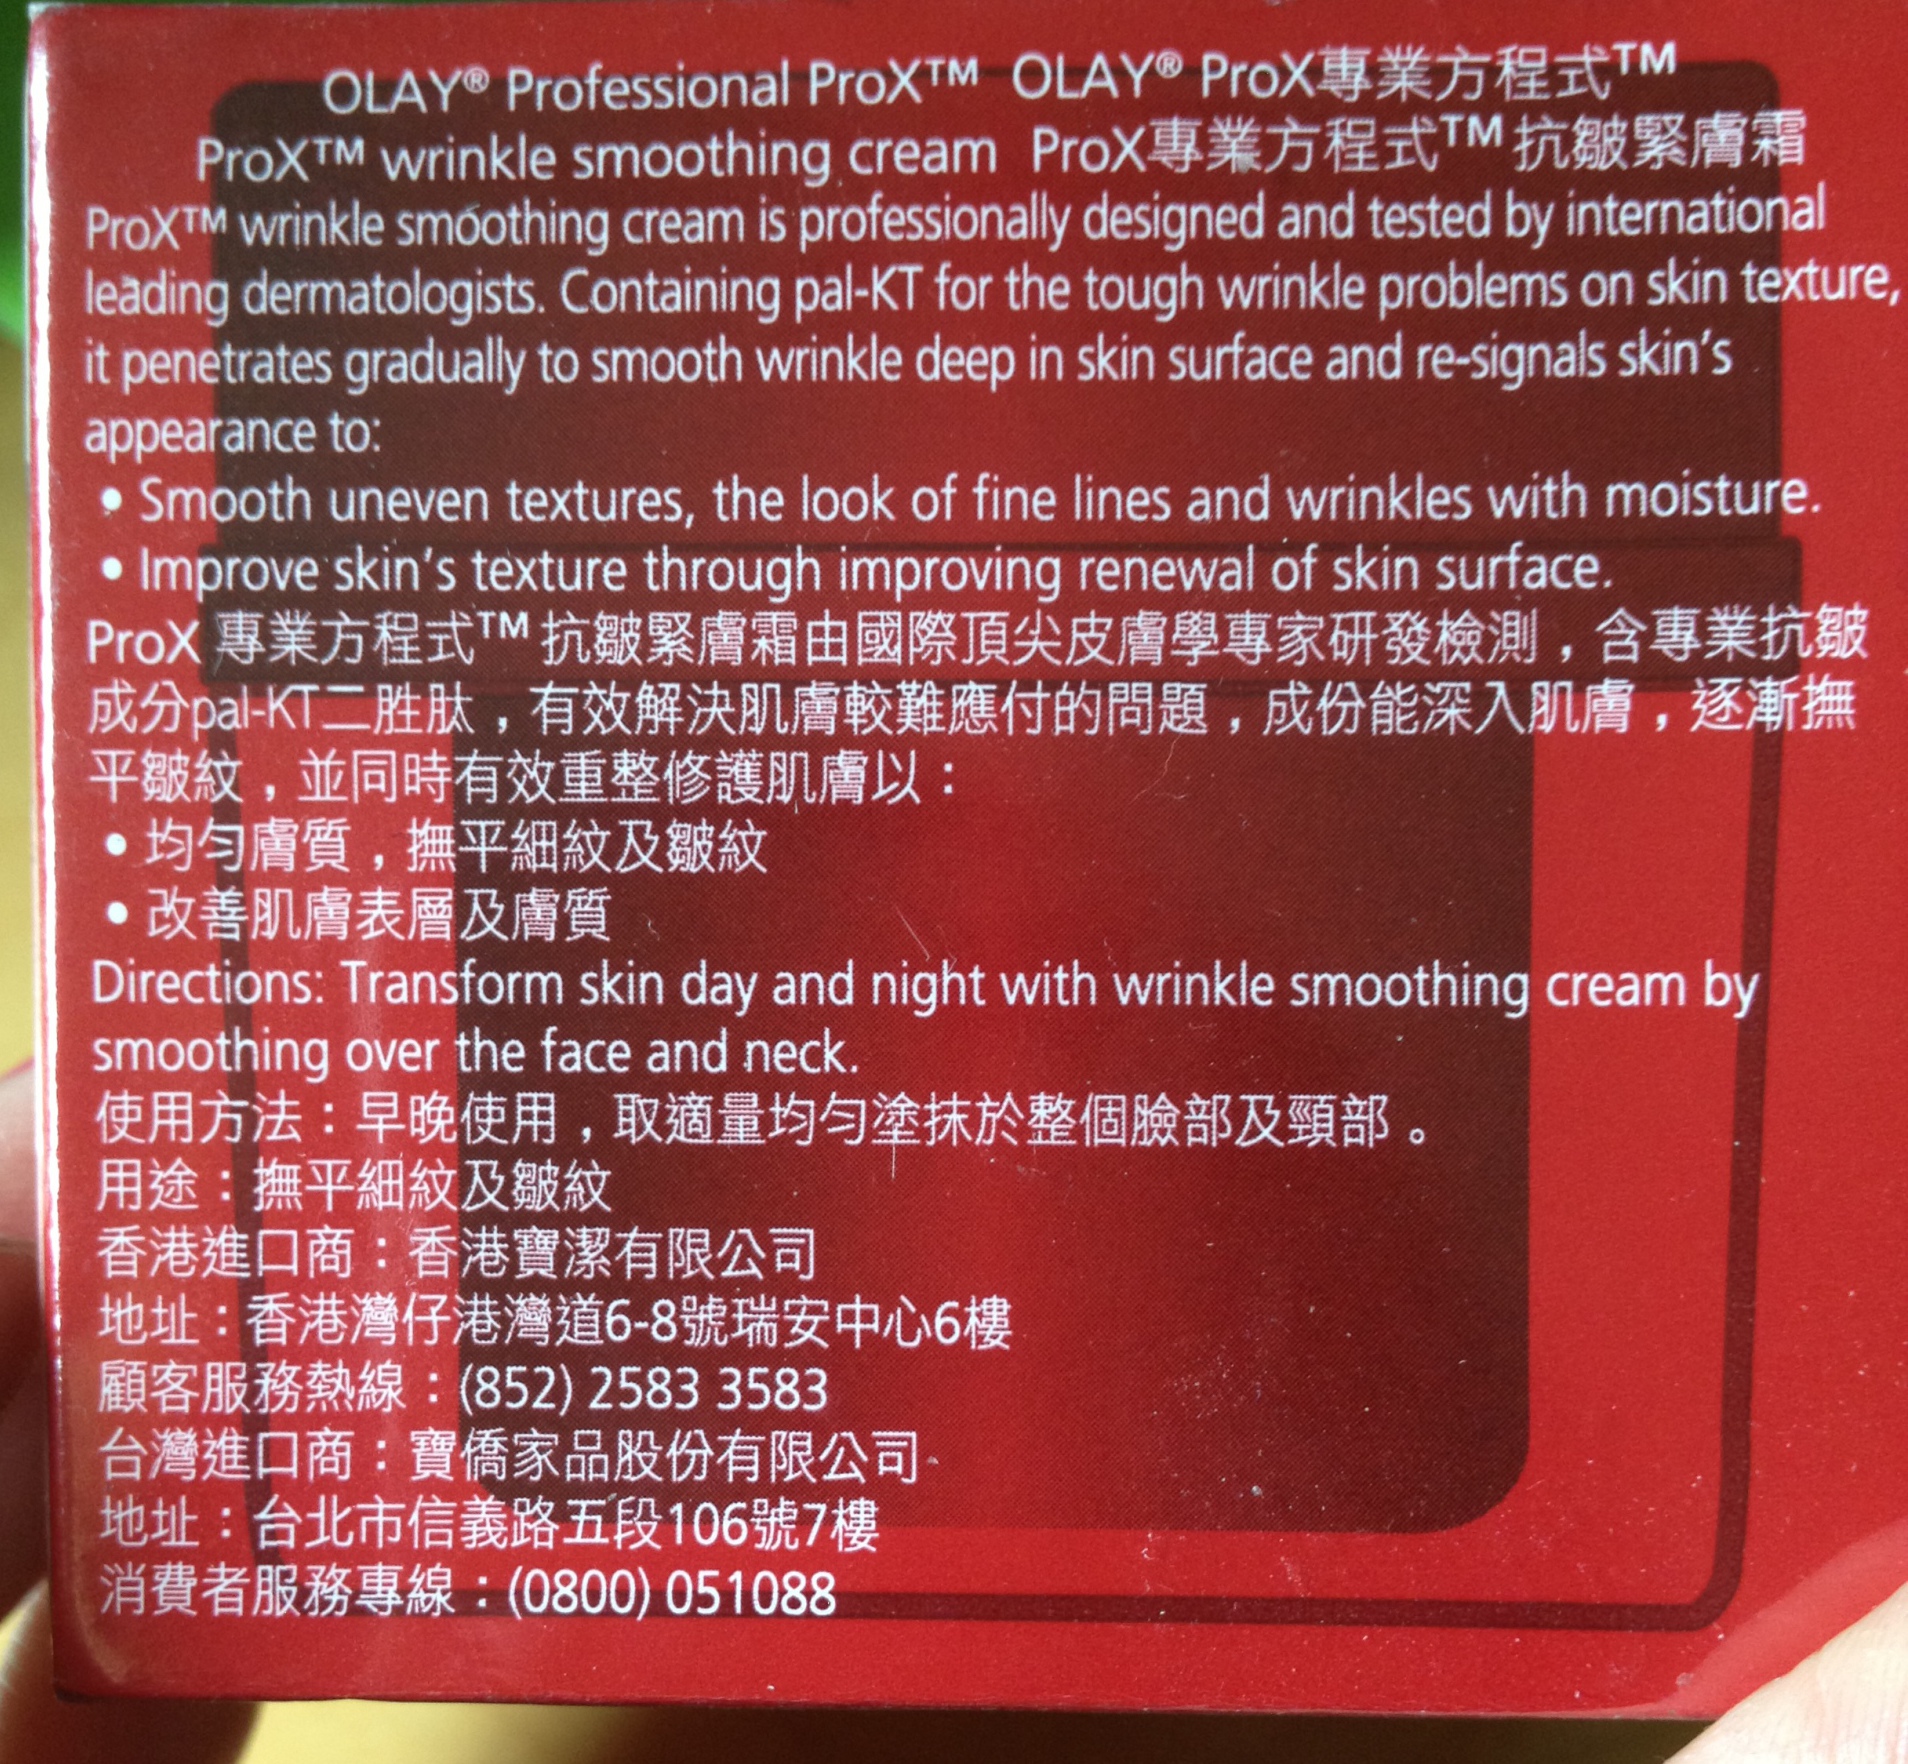 OLAY® Professional ProX™ OLAY® ProX專業方程式™
ProX™ wrinkle smoothing cream ProX專業方程式™抗皺緊膚霜
ProX™ wrinkle smoothing cream is professionally designed and tested by international
leading dermatologists. Containing pal-KT for the tough wrinkle problems on skin texture,
it penetrates gradually to smooth wrinkle deep in skin surface and re-signals skin's
appearance to:
• Smooth uneven textures, the look of fine lines and wrinkles with moisture.
• Improve skin's texture through improving renewal of skin surface.
ProX 專業方程式™抗皺緊膚霜由國際頂尖皮膚學專家研發檢測，含專業抗皺
成分pal-KT二胜肽，有效解決肌膚較難應付的問題，成份能深入肌膚，逐漸撫
平皺紋，並同時有效重整修護肌膚以：
• 均勻膚質，撫平細紋及皺紋
• 改善肌膚表層及膚質
Directions: Transform skin day and night with wrinkle smoothing cream by
smoothing over the face and neck.
使用方法：早晚使用，取適量均勻塗抹於整個臉部及頸部。
用途：撫平細紋及皺紋
香港進口商：香港寶潔有限公司
地址：香港灣仔港灣道6-8號瑞安中心6樓
顧客服務熱線：(852) 2583 3583
台灣進口商：寶僑家品股份有限公司
地址：台北市信義路五段106號7樓
消費者服務專線：(0800) 051088